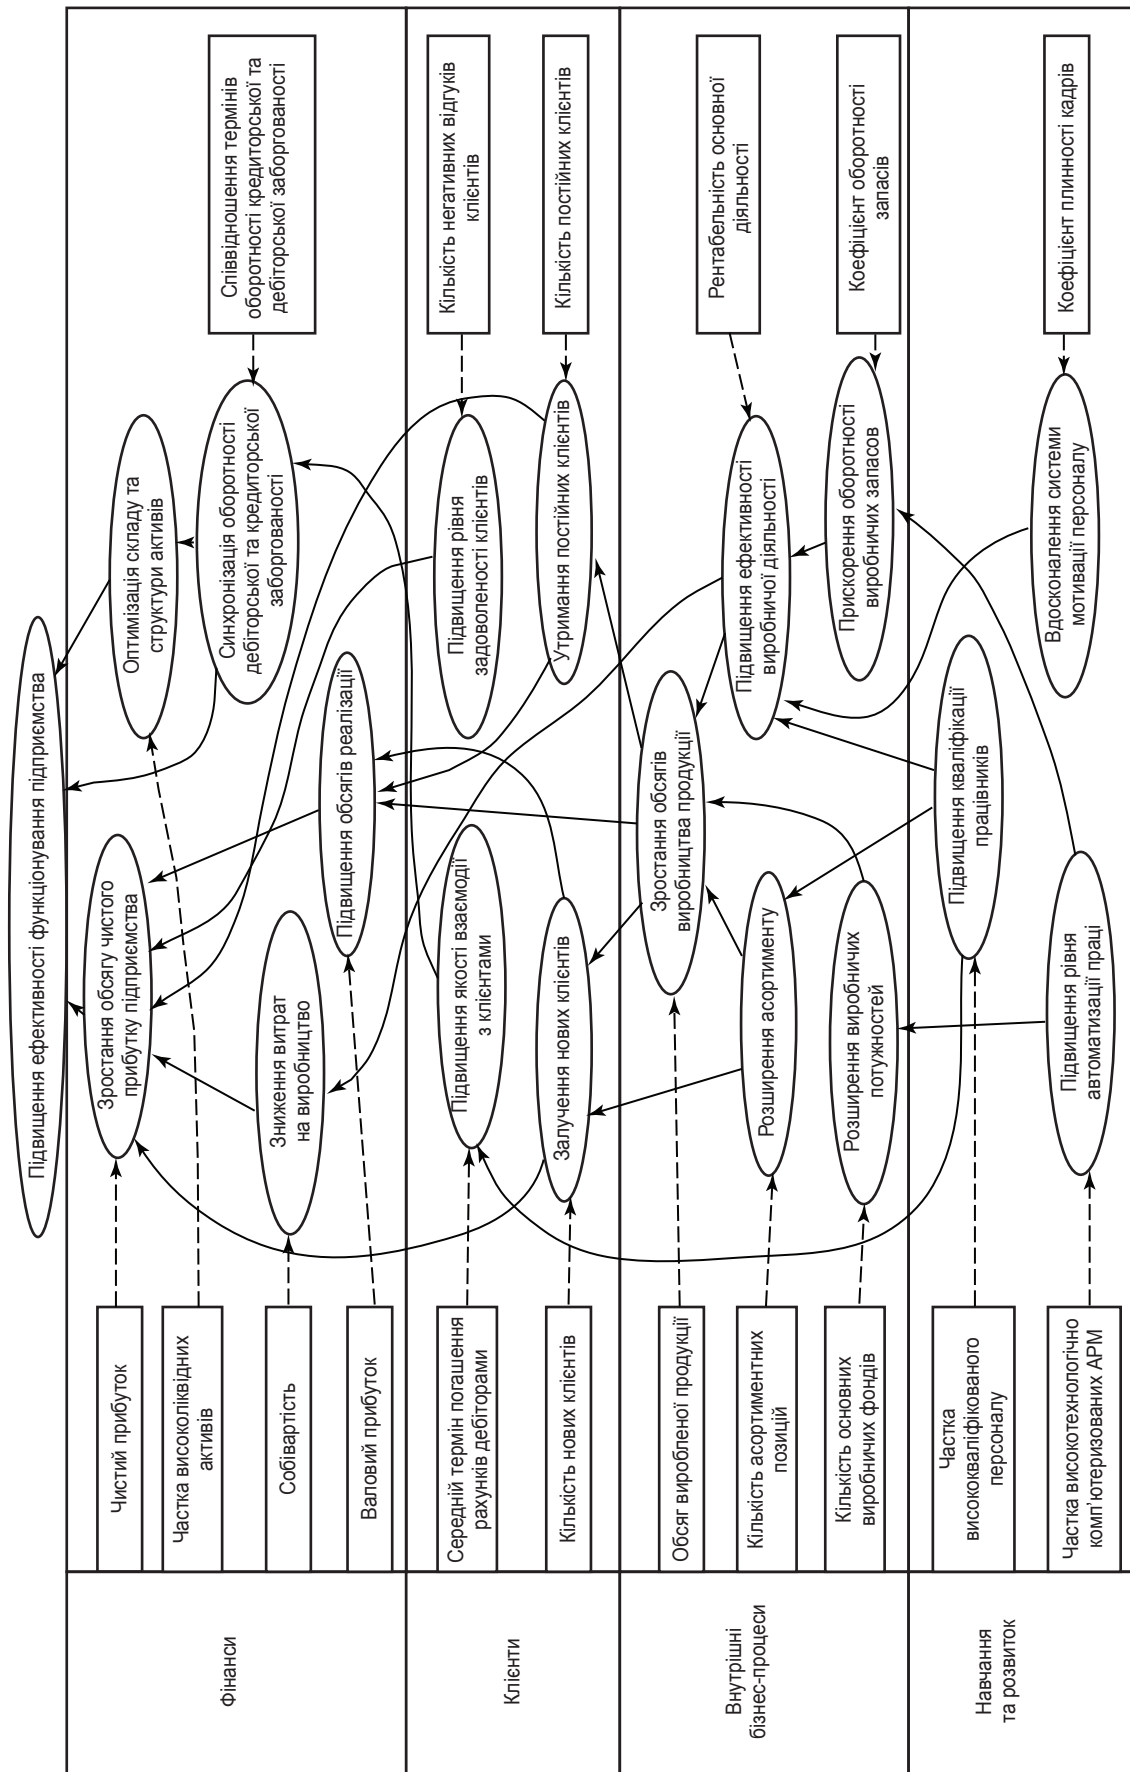 Підвищення ефективності функціонування підприємства
Фінанси
Чистий прибуток
Частка високоліквідних
активів
Собівартість
Валовий прибуток
Зростання обсягу чистого
прибутку підприємства
Оптимізація складу та
структури активів
Зниження витрат
на виробництво
Синхронізація оборотності
дебіторської та кредиторської
заборгованості
Підвищення обсягів реалізації
Співвідношення термінів
оборотності кредиторської та
дебіторської заборгованості
Клієнти
Середній термін погашення
рахунків дебіторами
Кількість нових клієнтів
Підвищення якості взаємодії
з клієнтами
Підвищення рівня
задоволеності клієнтів
Залучення нових клієнтів
Утримання постійних клієнтів
Кількість негативних відгуків
клієнтів
Кількість постійних клієнтів
Внутрішні
бізнес-процеси
Обсяг виробленої продукції
Кількість асортиментних
позицій
Кількість основних
виробничих фондів
Зростання обсягів
виробництва продукції
Підвищення ефективності
виробничої діяльності
Розширення асортименту
Розширення виробничих
потужностей
Прискорення оборотності
виробничих запасов
Рентабельність основної
діяльності
Коефіцієнт оборотності
запасів
Навчання
та розвиток
Частка
висококваліфікованого
персоналу
Частка високотехнологічно
комп'ютеризованих АРМ
Підвищення кваліфікації
працівників
Підвищення рівня
автоматизації праці
Вдосконалення системи
мотивації персоналу
Коефіцієнт плинності кадрів